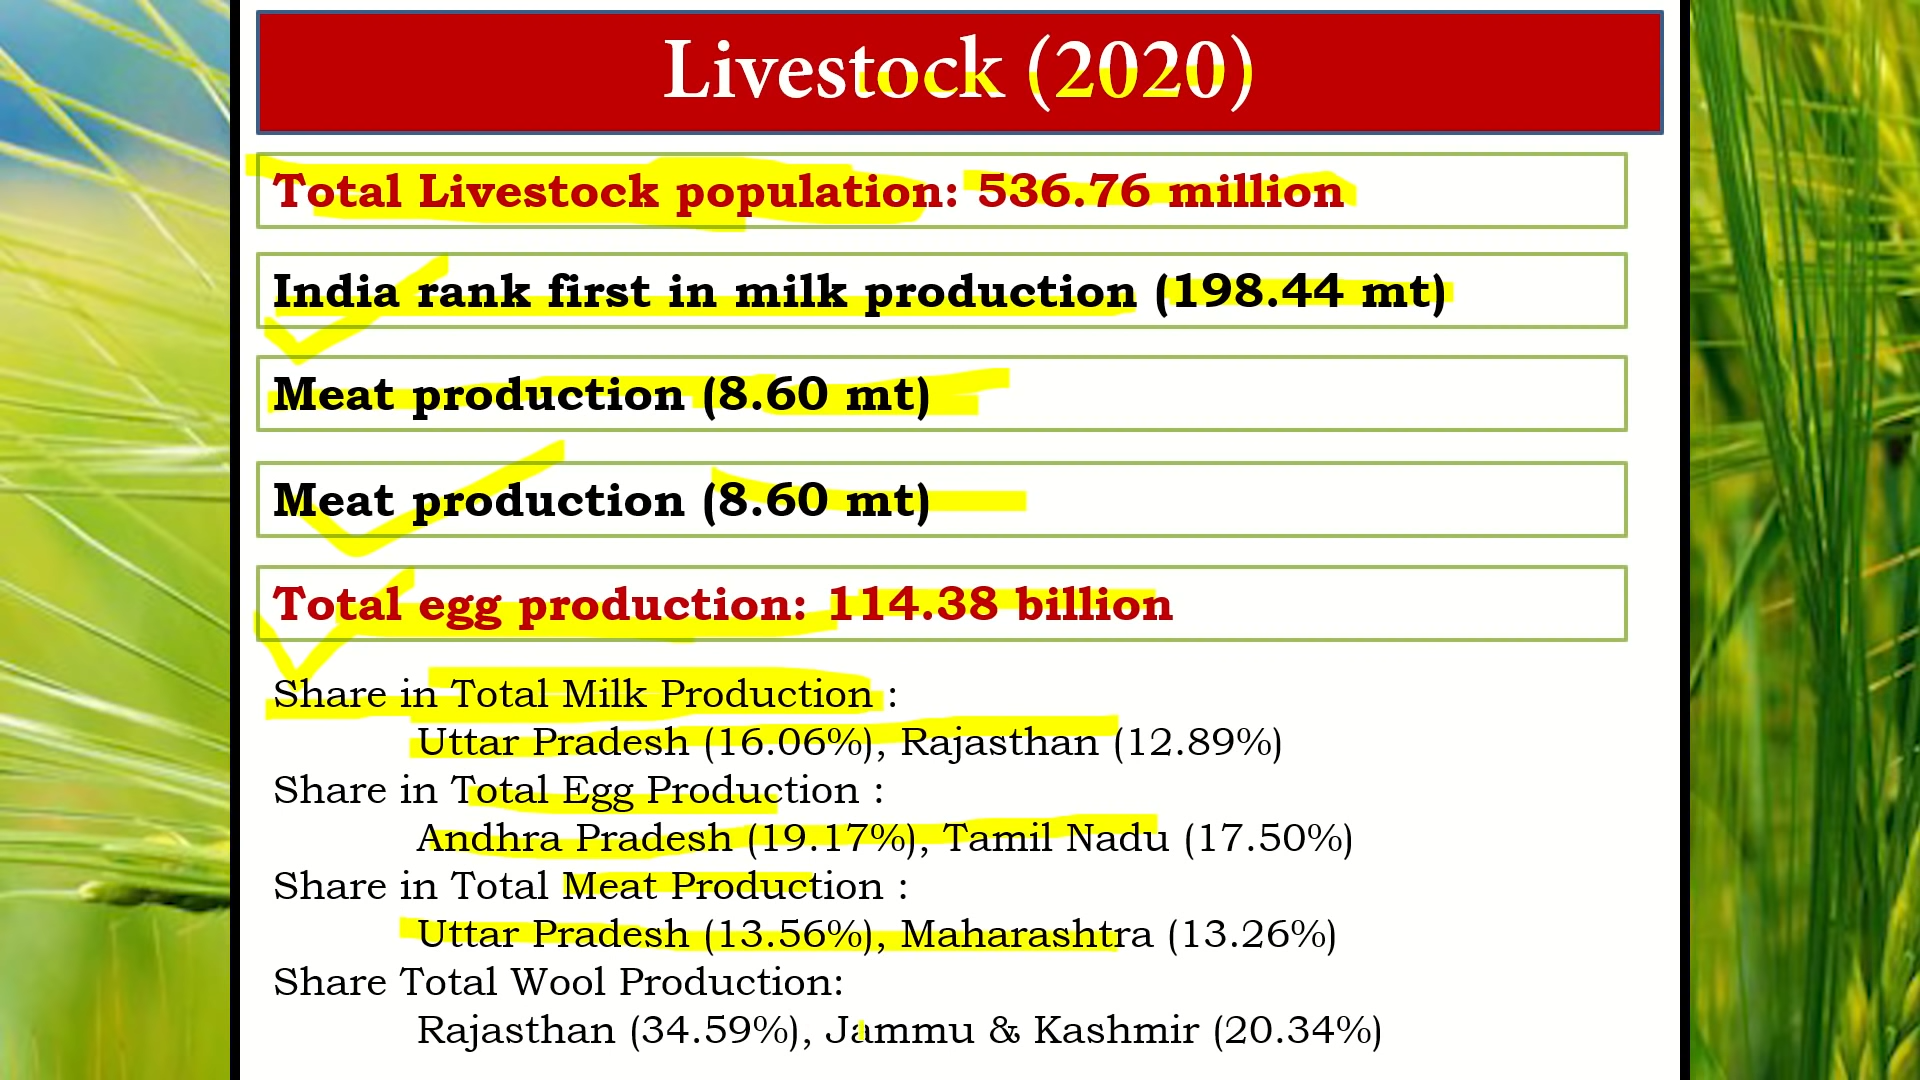 Livestock (2020)
Total Livestock population: 536.76 million
India rank first in milk production (198.44 mt)
Meat production (8.60 mt)
Meat production (8.60 mt)
Total egg production: 114.38 billion
Share in Total Milk Production :
Uttar Pradesh (16.06%), Rajasthan (12.89%)
Share in Total Egg Production :
Andhra Pradesh (19.17%), Tamil Nadu (17.50%)
Share in Total Meat Production :
Uttar Pradesh (13.56%), Maharashtra (13.26%)
Share Total Wool Production:
Rajasthan (34.59%), Jammu & Kashmir (20.34%)